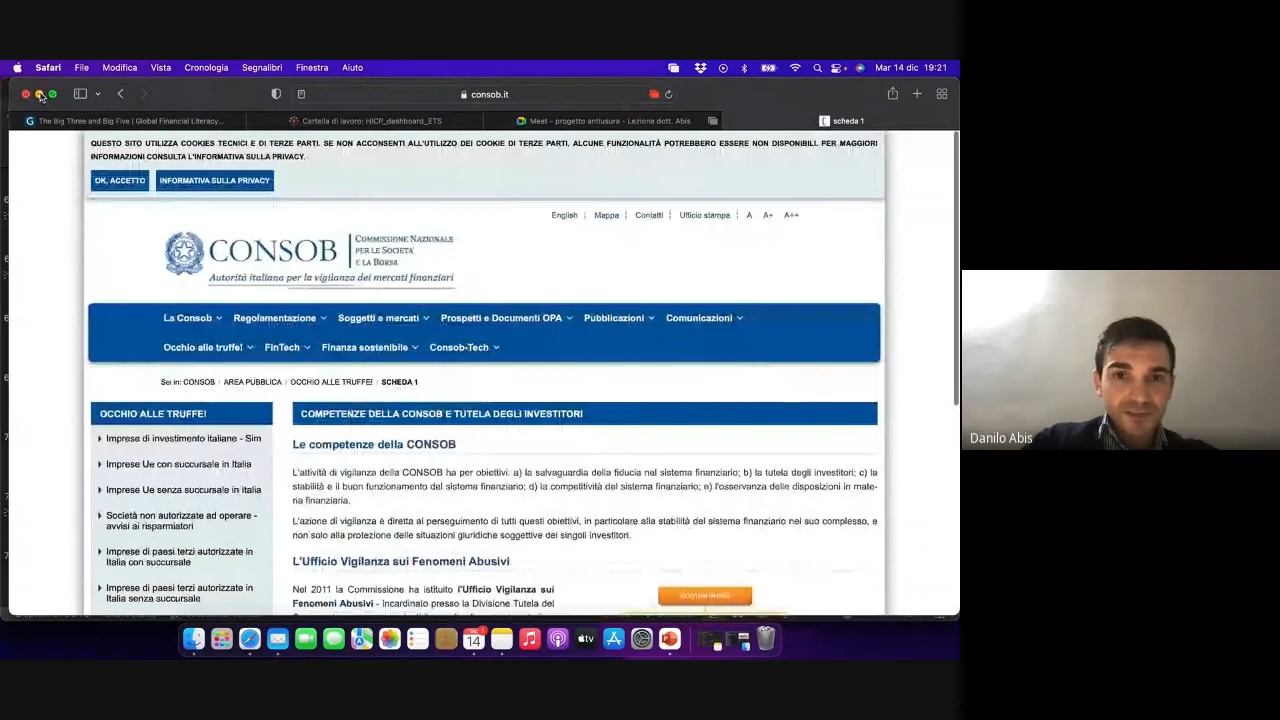 Safari File Modifica Vista Cronologia Segnalibri Finestra Aiuto Mar 14 dic 19:21
consob.it
The Big Three and Big Five | Global Financial Literacy... Cartella di lavoro: HICP_dashboard_ETS Meet - progetto antiusura - Lezione dott. Abis scheda 1
QUESTO SITO UTILIZZA COOKIES TECNICI E DI TERZE PARTI. SE NON ACCONSENTI ALL'UTILIZZO DEI COOKIE DI TERZE PARTI, ALCUNE FUNZIONALITÀ POTREBBERO ESSERE NON DISPONIBILI. PER MAGGIORI
INFORMAZIONI CONSULTA L'INFORMATIVA SULLA PRIVACY.
OK, ACCETTO INFORMATIVA SULLA PRIVACY
English Mappa Contatti Ufficio stampa A A+ A++
CONSOB
COMMISSIONE NAZIONALE
PER LE SOCIETÀ
E LA BORSA
Autorità italiana per la vigilanza dei mercati finanziari
La Consob Regolamentazione Soggetti e mercati Prospetti e Documenti OPA Pubblicazioni Comunicazioni
Occhio alle truffe! FinTech Finanza sostenibile Consob-Tech
Sei in: CONSOB / AREA PUBBLICA / OCCHIO ALLE TRUFFE! / SCHEDA 1
OCCHIO ALLE TRUFFE!
Imprese di investimento italiane - Sim
Imprese Ue con succursale in Italia
Imprese Ue senza succursale in Italia
Società non autorizzate ad operare -
avvisi ai risparmiatori
Imprese di paesi terzi autorizzate in
Italia con succursale
Imprese di paesi terzi autorizzate in
Italia senza succursale
COMPETENZE DELLA CONSOB E TUTELA DEGLI INVESTITORI
Le competenze della CONSOB
L'attività di vigilanza della CONSOB ha per obiettivi: a) la salvaguardia della fiducia nel sistema finanziario; b) la tutela degli investitori; c) la
stabilità e il buon funzionamento del sistema finanziario; d) la competitività del sistema finanziario; e) l'osservanza delle disposizioni in mate-
ria finanziaria.
L'azione di vigilanza è diretta al perseguimento di tutti questi obiettivi, in particolare alla stabilità del sistema finanziario nel suo complesso, e
non solo alla protezione delle situazioni giuridiche soggettive dei singoli investitori.
L'Ufficio Vigilanza sui Fenomeni Abusivi
Nel 2011 la Commissione ha istituito l'Ufficio Vigilanza sui
Fenomeni Abusivi - incardinato presso la Divisione Tutela del
Danilo Abis
14
tv